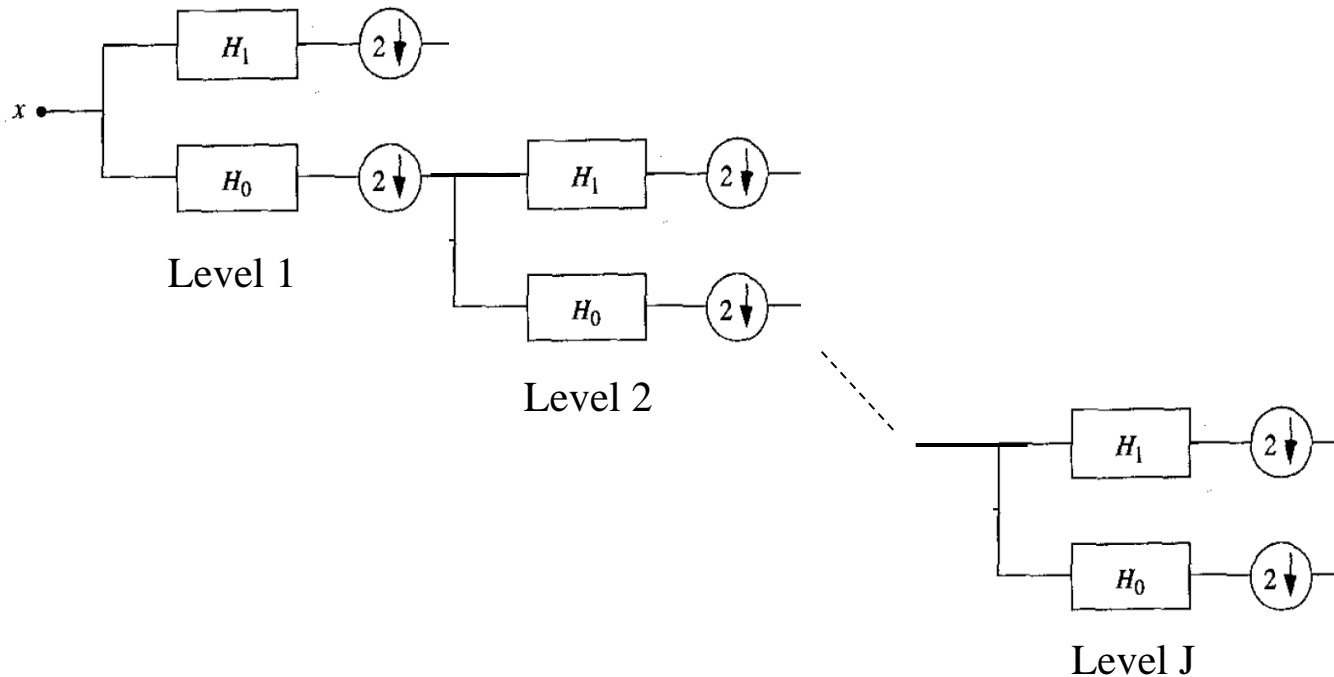 H₁ 2↓
x
H₀ 2↓ H₁ 2↓
Level 1
H₀ 2↓
Level 2
H₁ 2↓
H₀ 2↓
Level J